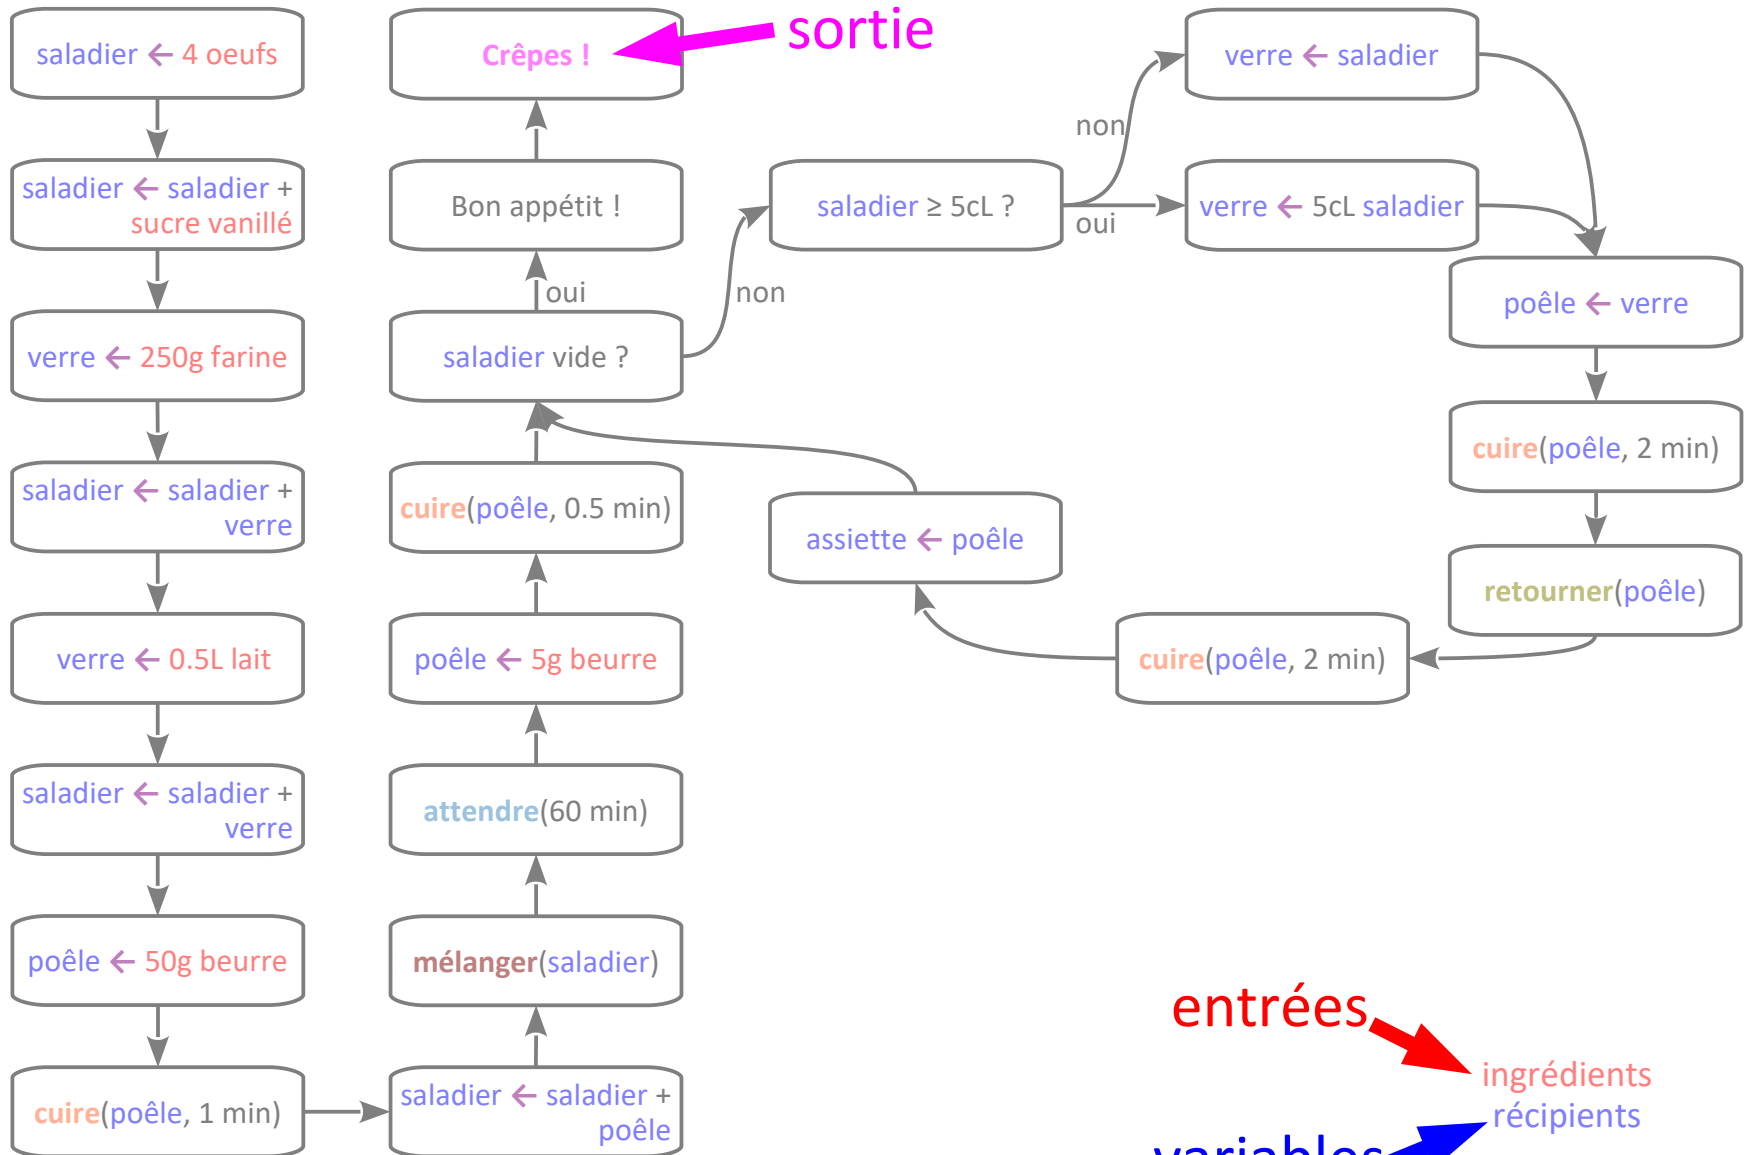 saladier ← 4 oeufs
saladier ← saladier +
sucre vanillé
verre ← 250g farine
saladier ← saladier +
verre
verre ← 0.5L lait
saladier ← saladier +
verre
poêle ← 50g beurre
cuire(poêle, 1 min)
saladier ← saladier +
poêle
mélanger(saladier)
attendre(60 min)
poêle ← 5g beurre
cuire(poêle, 0.5 min)
saladier vide ?
oui
non
Bon appétit !
Crêpes !
sortie
saladier ≥ 5cL ?
non
oui
verre ← saladier
verre ← 5cL saladier
poêle ← verre
cuire(poêle, 2 min)
retourner(poêle)
cuire(poêle, 2 min)
assiette ← poêle
entrées
ingrédients
récipients
variables